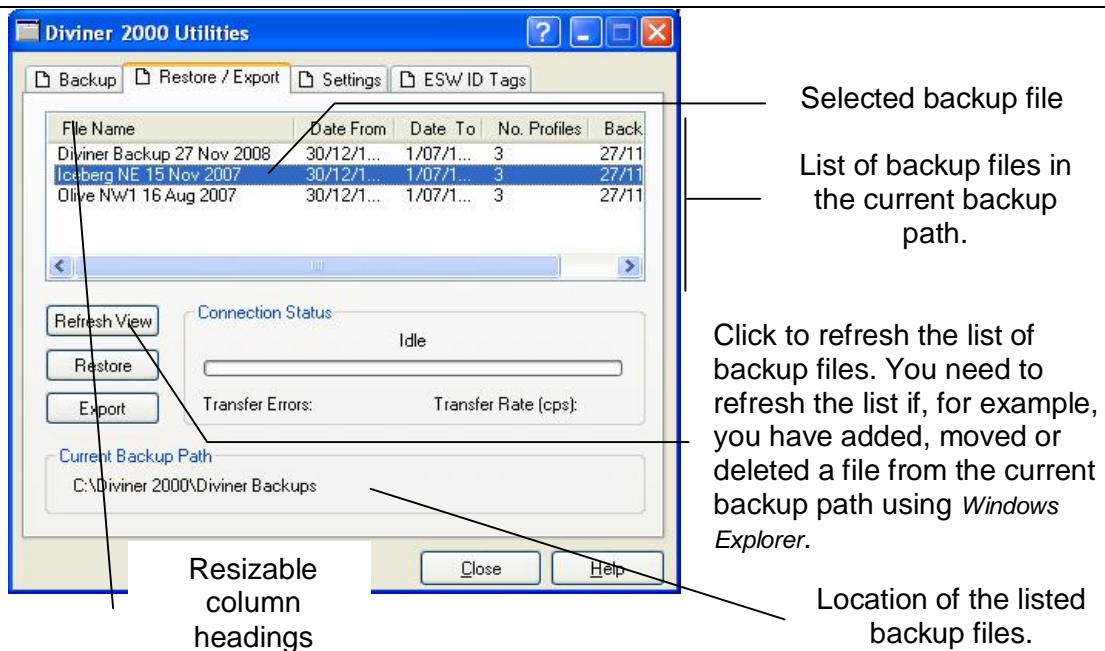 Diviner 2000 Utilities
Backup Restore / Export Settings ESW ID Tags
File Name Date From Date To No. Profiles Back
Diviner Backup 27 Nov 2008 30/12/1... 1/07/1... 3 27/11
Iceberg NE 15 Nov 2007 30/12/1... 1/07/1... 3 27/11
Olive NW1 16 Aug 2007 30/12/1... 1/07/1... 3 27/11
Refresh View
Restore
Export
Connection Status
Idle
Transfer Errors: Transfer Rate (cps):
Current Backup Path
C:\Diviner 2000\Diviner Backups
Close Help
Resizable
column
headings
Selected backup file
List of backup files in
the current backup
path.
Click to refresh the list of
backup files. You need to
refresh the list if, for example,
you have added, moved or
deleted a file from the current
backup path using Windows
Explorer.
Location of the listed
backup files.